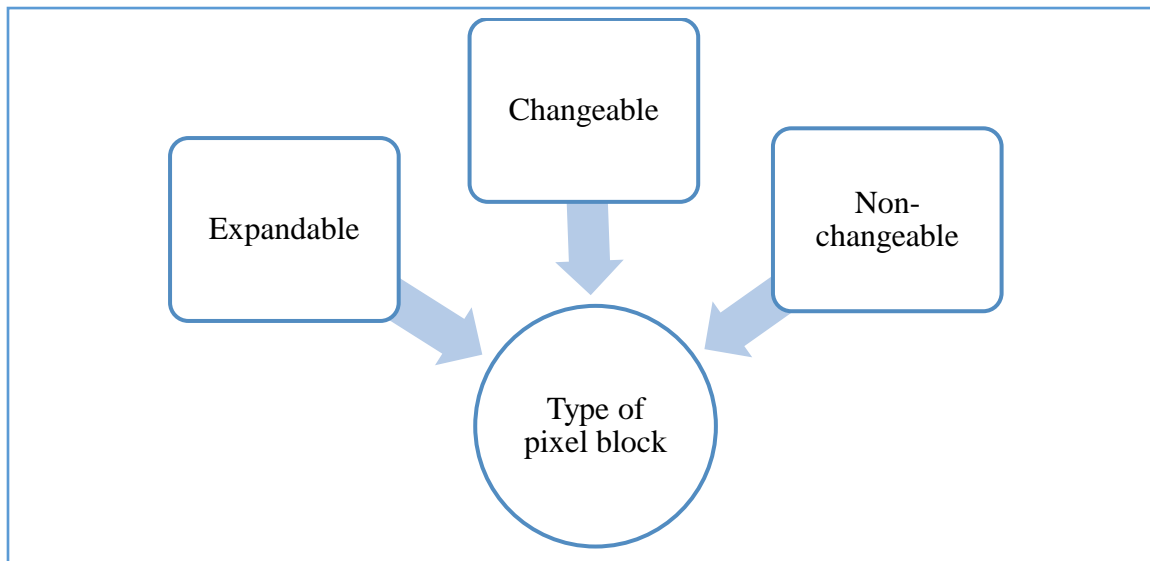 Changeable
Expandable
Non-
changeable
Type of
pixel block